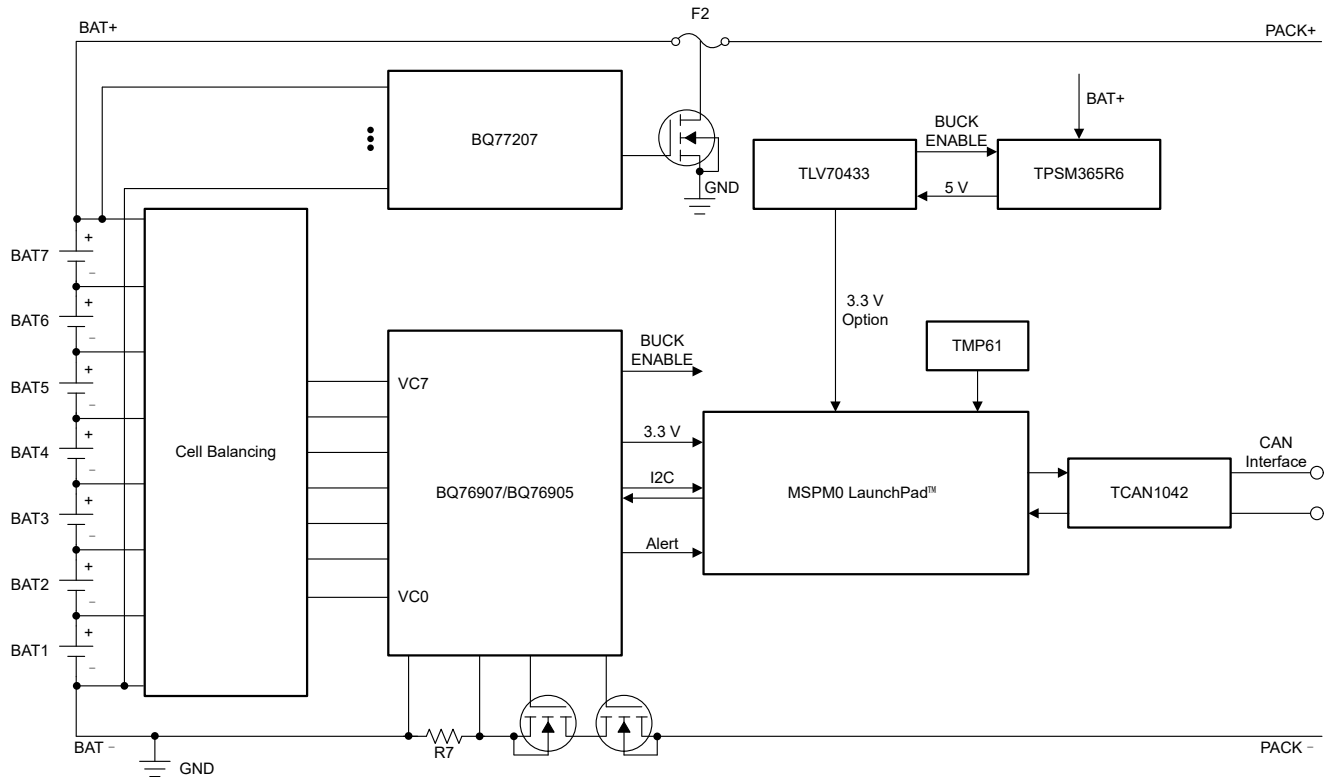 F2
BAT+
PACK+
BAT+
BQ77207
BUCK
ENABLE
TLV70433
TPSM365R6
5 V
GND
BAT7
+
−
BAT6
+
−
BAT5
+
−
BAT4
+
−
BAT3
+
−
BAT2
+
−
BAT1
+
−
Cell Balancing
3.3 V
Option
TMP61
BUCK
ENABLE
VC7
3.3 V
I2C
BQ76907/BQ76905
Alert
VC0
MSPM0 LaunchPad™
TCAN1042
CAN
Interface
BAT −
GND
R7
PACK −